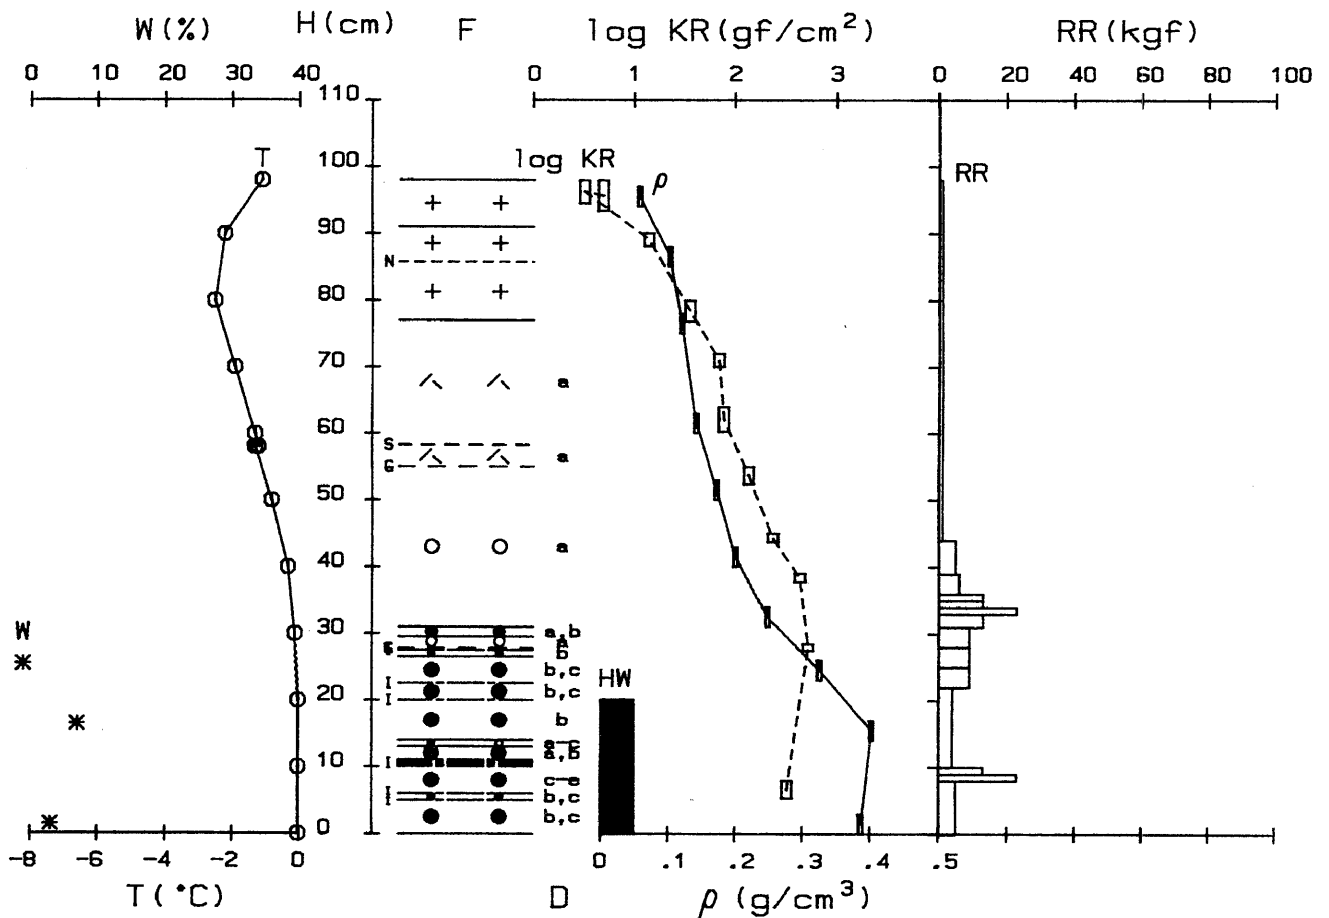 W(%) H(cm) F log KR(gf/cm²) RR(kgf)
0 10 30 40 0 1 2 3 0 20 40 60 80 100
110
T 100 log KR ρ RR
90
N
80
70 a
60
S
a
G
50
40 a
W 30 a,b
b
b,c HW
I
20 b,c
I
b
a-c
a,b
10 I
c-e
I b,c
I
0 b,c
-8 -6 -4 -2 0 0 .1 .2 .3 .4 .5
T(°C) D ρ (g/cm³)